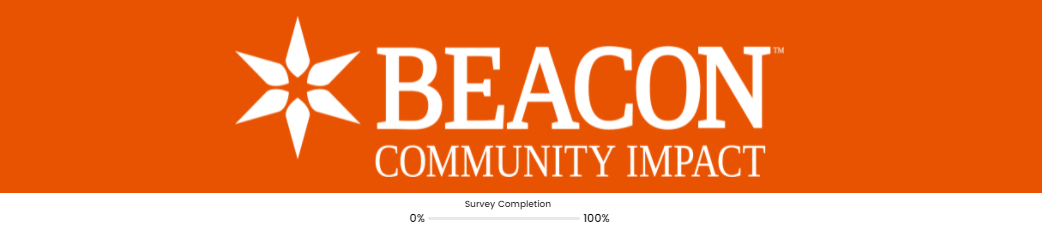 BEACON™
COMMUNITY IMPACT
Survey Completion
0% 100%